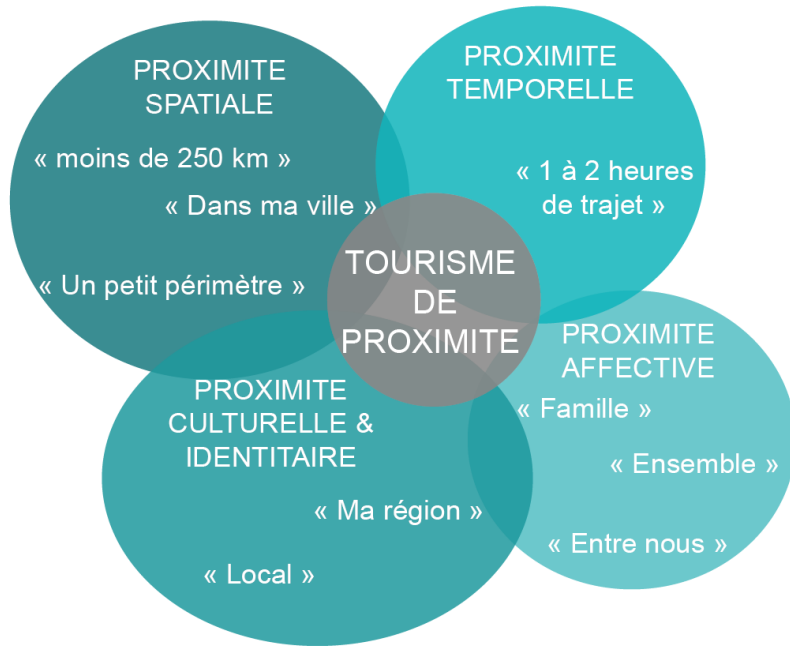 PROXIMITE
SPATIALE
« moins de 250 km »
« Dans ma ville »
« Un petit périmètre »
PROXIMITE
TEMPORELLE
« 1 à 2 heures
de trajet »
TOURISME
DE
PROXIMITE
PROXIMITE
CULTURELLE &
IDENTITAIRE
« Ma région »
« Local »
PROXIMITE
AFFECTIVE
« Famille »
« Ensemble »
« Entre nous »